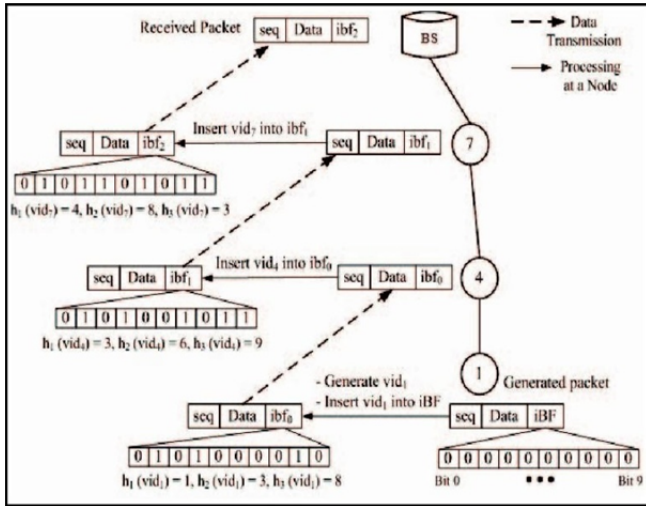 Received Packet
seq Data ibf₂
BS
Data
Transmission
Processing
at a Node
seq Data ibf₂
Insert vid₇ into ibf₁
seq Data ibf₁
7
0 1 0 1 1 0 1 0 1 1
h₁ (vid₇) = 4, h₂ (vid₇) = 8, h₃ (vid₇) = 3
seq Data ibf₁
Insert vid₄ into ibf₀
seq Data ibf₀
4
0 1 0 1 0 0 1 0 1 1
h₁ (vid₄) = 3, h₂ (vid₄) = 6, h₃ (vid₄) = 9
1
- Generate vid₁
- Insert vid₁ into iBF
Generated packet
seq Data ibf₀
seq Data iBF
0 1 0 1 0 0 0 0 1 0
0 0 0 0 0 0 0 0 0 0
h₁ (vid₁) = 1, h₂ (vid₁) = 3, h₃ (vid₁) = 8
Bit 0 ••• Bit 9